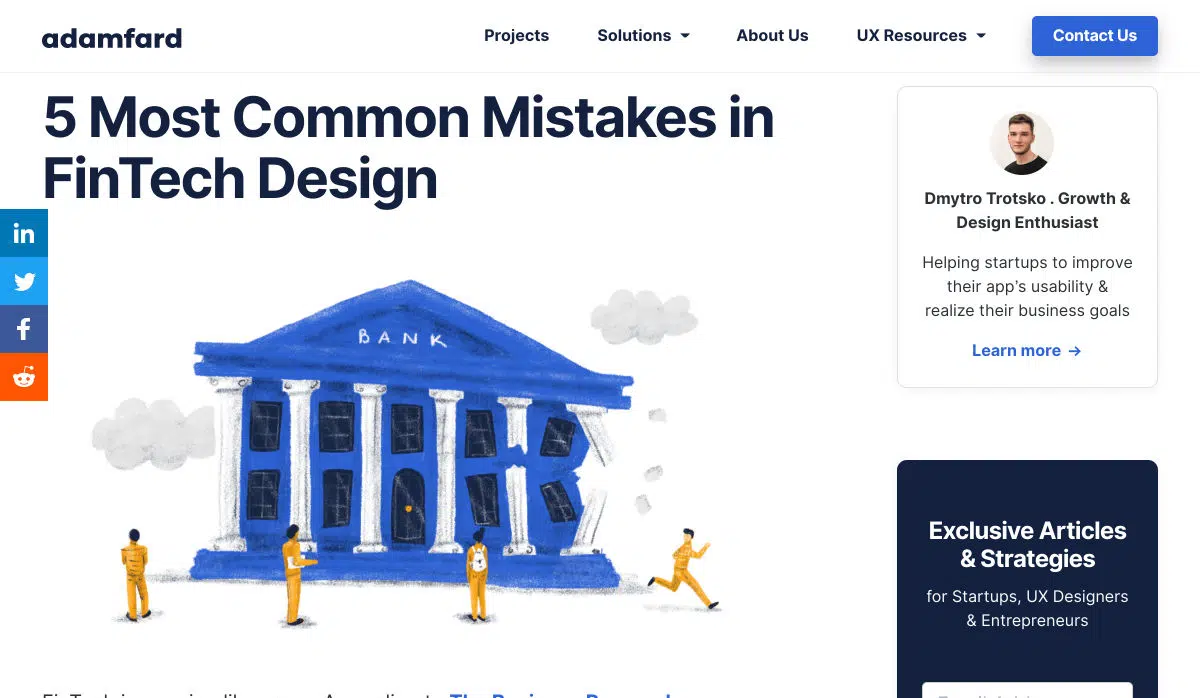 adamfard
Projects
Solutions
About Us
UX Resources
Contact Us
5 Most Common Mistakes in
FinTech Design
BANK
Dmytro Trotsko . Growth &
Design Enthusiast
Helping startups to improve
their app's usability &
realize their business goals
Learn more →
Exclusive Articles
& Strategies
for Startups, UX Designers
& Entrepreneurs